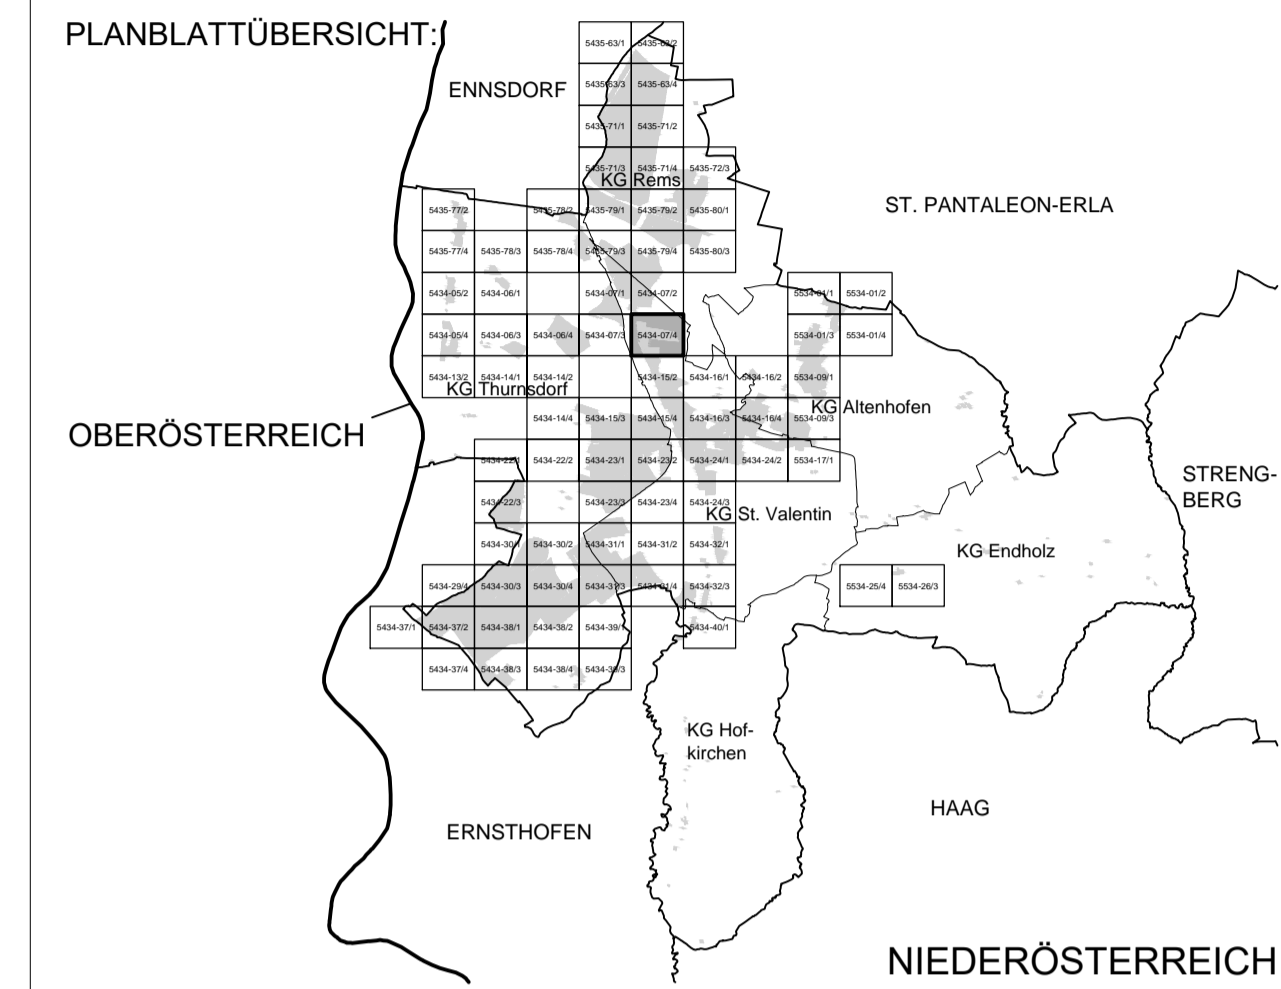 PLANBLATTÜBERSICHT:
5435-63/1 5435-63/2
ENNSDORF
5435-63/3 5435-63/4
5435-71/1 5435-71/2
5435-71/3 5435-71/4 5435-72/3
KG Rems
ST. PANTALEON-ERLA
5435-77/2 5435-78/2 5435-79/1 5435-79/2 5435-80/1
5435-77/4 5435-78/3 5435-78/4 5435-79/3 5435-79/4 5435-80/3
5434-05/2 5434-06/1 5434-07/1 5434-07/2 5534-01/1 5534-01/2
5434-05/4 5434-06/3 5434-06/4 5434-07/3 5434-07/4 5534-01/3 5534-01/4
5434-13/2 5434-14/1 5434-14/2 5434-15/2 5434-16/1 5434-16/2 5534-09/1
KG Thurnsdorf
KG Altenhofen
5434-14/4 5434-15/3 5434-15/4 5434-16/3 5434-16/4 5534-09/3
OBERÖSTERREICH
5434-22/1 5434-22/2 5434-23/1 5434-23/2 5434-24/1 5434-24/2 5534-17/1
STRENG-
BERG
5434-22/3 5434-23/3 5434-23/4 5434-24/3
KG St. Valentin
5434-30/1 5434-30/2 5434-31/1 5434-31/2 5434-32/1
KG Endholz
5434-29/4 5434-30/3 5434-30/4 5434-31/3 5434-31/4 5434-32/3 5534-25/4 5534-26/3
5434-37/1 5434-37/2 5434-38/1 5434-38/2 5434-39/1 5434-40/1
5434-37/4 5434-38/3 5434-38/4 5434-39/3
KG Hof-
kirchen
HAAG
ERNSTHOFEN
NIEDERÖSTERREICH